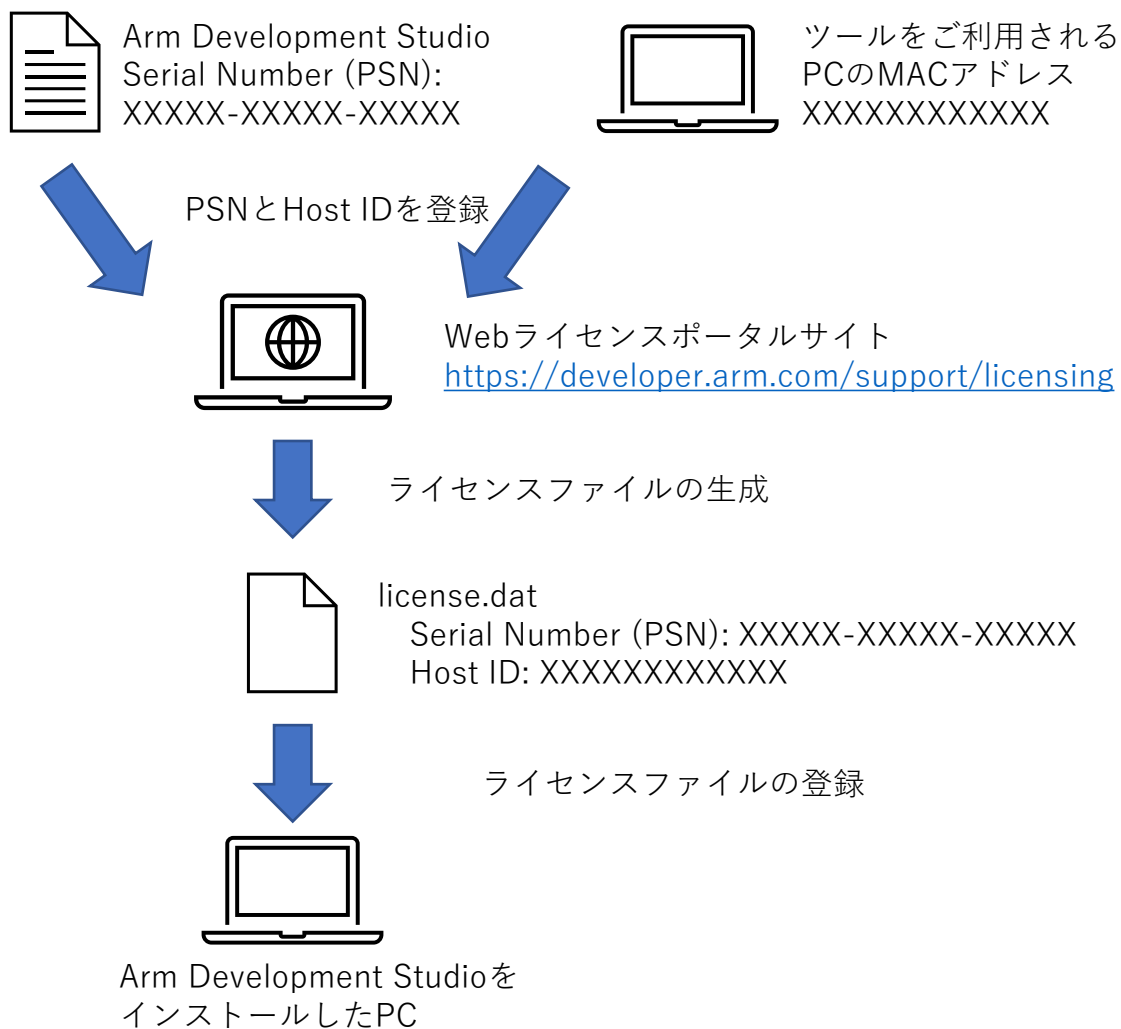 Arm Development Studio
Serial Number (PSN):
XXXXX-XXXXX-XXXXX
ツールをご利用される
PCのMACアドレス
XXXXXXXXXXXX
PSNとHost IDを登録
Webライセンスポータルサイト
https://developer.arm.com/support/licensing
ライセンスファイルの生成
license.dat
Serial Number (PSN): XXXXX-XXXXX-XXXXX
Host ID: XXXXXXXXXXXX
ライセンスファイルの登録
Arm Development Studioを
インストールしたPC